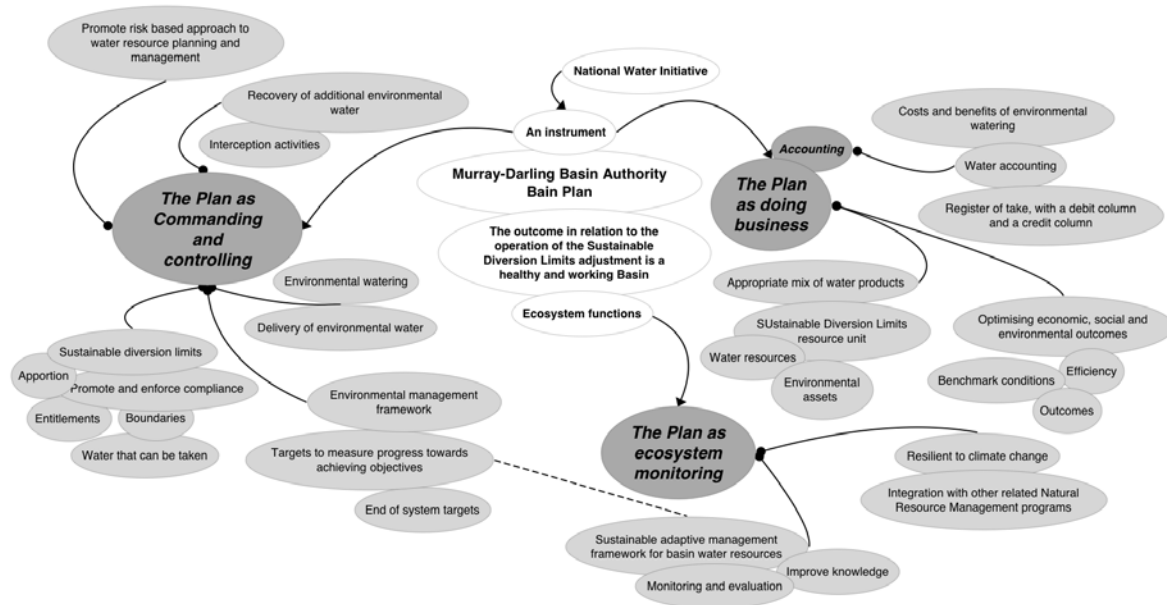 Promote risk based approach to
water resource planning and
management
Recovery of additional environmental
water
Interception activities
National Water Initiative
An instrument
Murray-Darling Basin Authority
Bain Plan
The outcome in relation to the
operation of the Sustainable
Diversion Limits adjustment is a
healthy and working Basin
Ecosystem functions
The Plan as
Commanding
and
controlling
Accounting
The Plan
as doing
business
Costs and benefits of environmental
watering
Water accounting
Register of take, with a debit column
and a credit column
Environmental watering
Delivery of environmental water
Sustainable diversion limits
Apportion
Promote and enforce compliance
Entitlements
Boundaries
Water that can be taken
Environmental management
framework
Targets to measure progress towards
achieving objectives
End of system targets
Appropriate mix of water products
SUstainable Diversion Limits
resource unit
Water resources
Environmental
assets
Optimising economic, social and
environmental outcomes
Efficiency
Benchmark conditions
Outcomes
The Plan as
ecosystem
monitoring
Resilient to climate change
Integration with other related Natural
Resource Management programs
Sustainable adaptive management
framework for basin water resources
Improve knowledge
Monitoring and evaluation